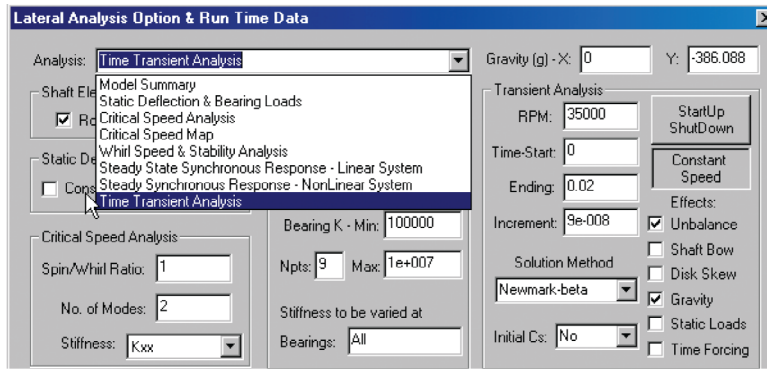 Lateral Analysis Option & Run Time Data
Analysis: Time Transient Analysis
Model Summary
Static Deflection & Bearing Loads
Critical Speed Analysis
Critical Speed Map
Whirl Speed & Stability Analysis
Steady State Synchronous Response - Linear System
Steady Synchronous Response - NonLinear System
Time Transient Analysis
Shaft Ele
Static De
Critical Speed Analysis
Spin/Whirl Ratio: 1
No. of Modes: 2
Stiffness: Kxx
Bearing K - Min: 100000
Npts: 9 Max: 1e+007
Stiffness to be varied at
Bearings: All
Gravity (g) - X: 0 Y: -386.088
Transient Analysis
RPM: 35000
Time-Start: 0
Ending: 0.02
Increment: 9e-008
Solution Method
Newmark-beta
Initial Cs: No
StartUp
ShutDown
Constant
Speed
Effects:
Unbalance
Shaft Bow
Disk Skew
Gravity
Static Loads
Time Forcing